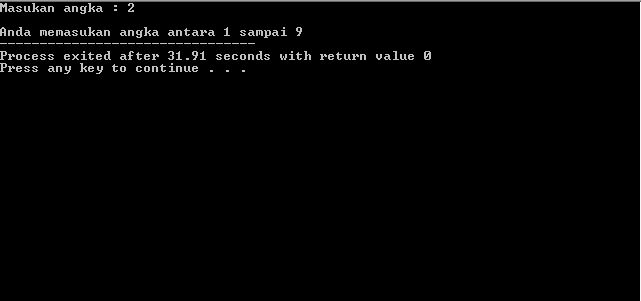 Masukan angka : 2
Anda memasukan angka antara 1 sampai 9
--------------------------------
Process exited after 31.91 seconds with return value 0
Press any key to continue . . .